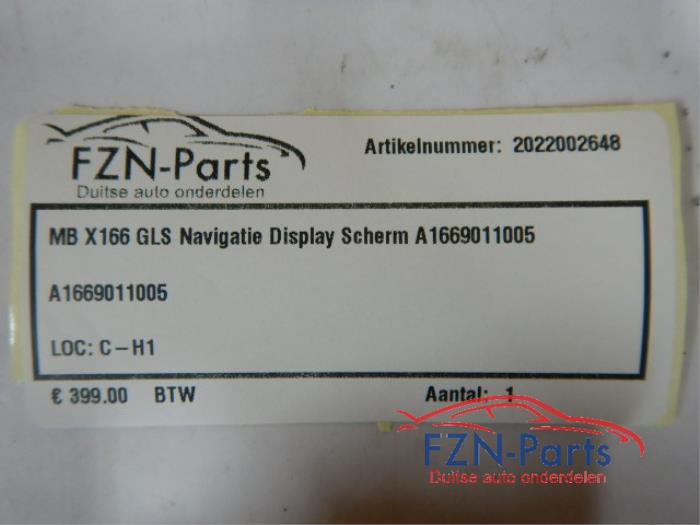 FZN-Parts
Duitse auto onderdelen
Artikelnummer: 2022002648
MB X166 GLS Navigatie Display Scherm A1669011005
A1669011005
LOC: C-H1
€ 399.00 BTW
Aantal: 1
FZN-Parts
Duitse auto onderdelen